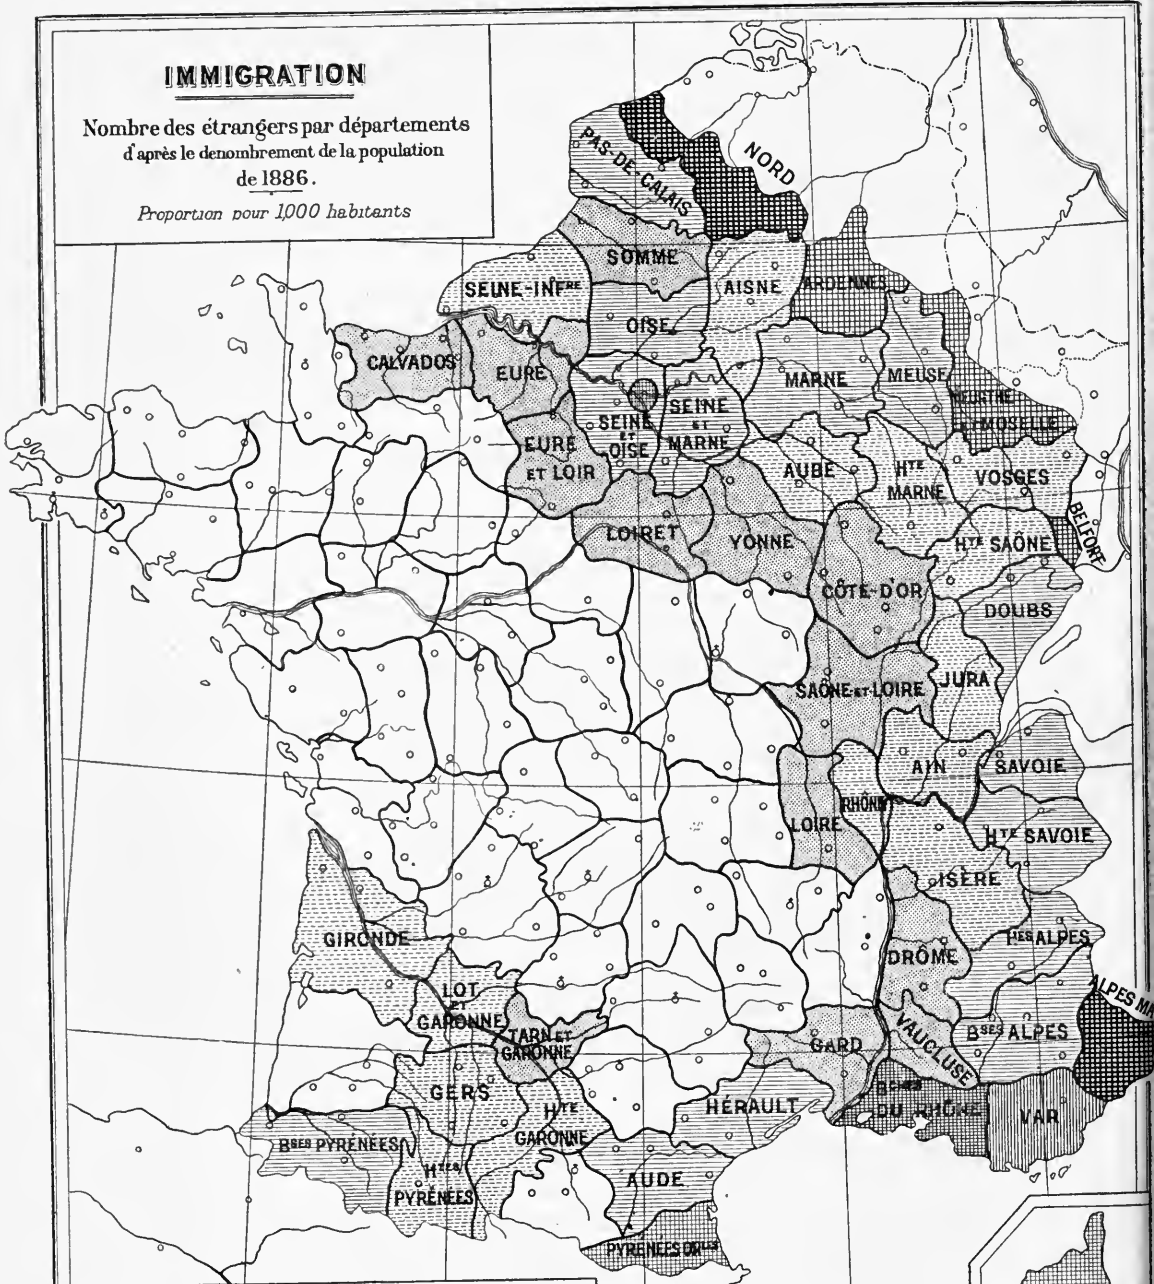 IMMIGRATION
Nombre des étrangers par départements
d'après le denombrement de la population
de 1886.
Proportion pour 1,000 habitants
PAS-DE-CALAIS
NORD
SOMME
SEINE-INFRE
AISNE
ARDENNES
OISE
CALVADOS
EURE
MARNE
MEUSE
MEURTHE
ET MOSELLE
SEINE
ET
OISE
SEINE
ET
MARNE
EURE
ET LOIR
AUBE
HTE
MARNE
VOSGES
BELFORT
LOIRET
YONNE
HTE SAÔNE
CÔTE-D'OR
DOUBS
SAÔNE ET LOIRE
JURA
AIN
SAVOIE
RHÔNE
LOIRE
HTE SAVOIE
ISÈRE
GIRONDE
HTES ALPES
DRÔME
LOT
ET
GARONNE
ALPES MA
TARN ET
GARONNE
GARD
VAUCLUSE
BSES ALPES
GERS
HTE
GARONNE
HÉRAULT
BCHES
DU RHÔNE
VAR
BSES PYRÉNÉES
HTES
PYRÉNÉES
AUDE
PYRÉNÉES ORLES